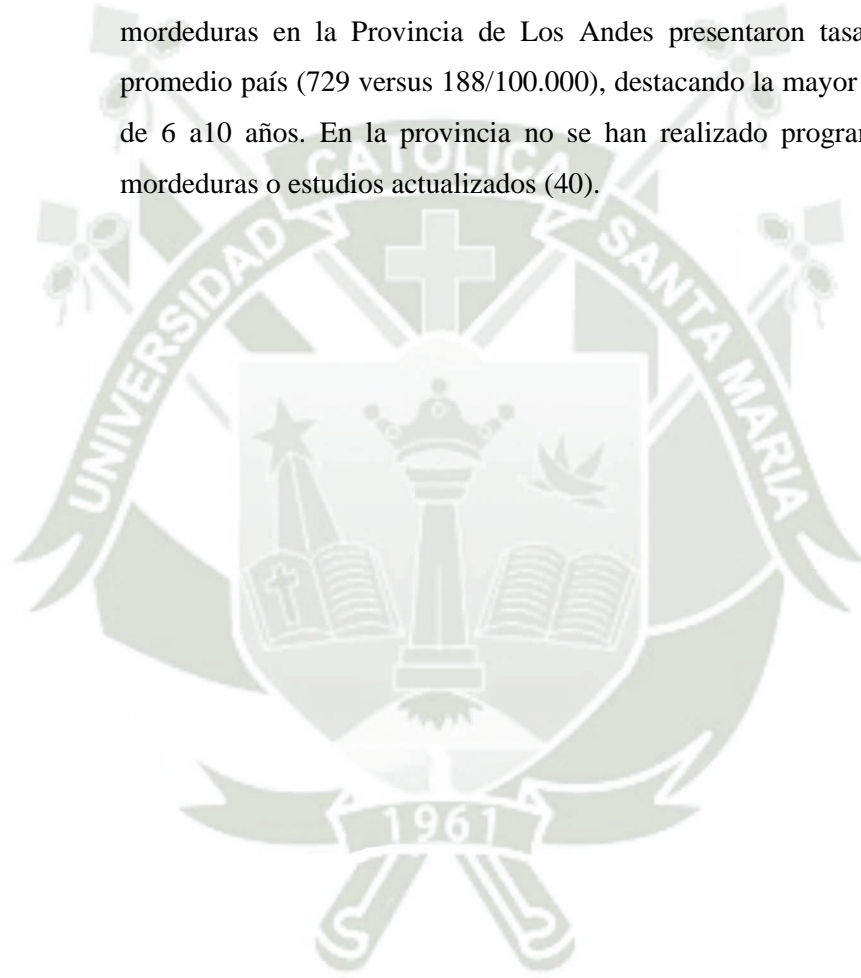 mordeduras en la Provincia de Los Andes presentaron
promedio país (729 versus 188/100.000), destacando la mayor
de 6 a10 años. En la provincia no se han realizado
mordeduras o estudios actualizados (40).
CATOLICA
UNIVERSIDAD
SANTA MARIA
1961